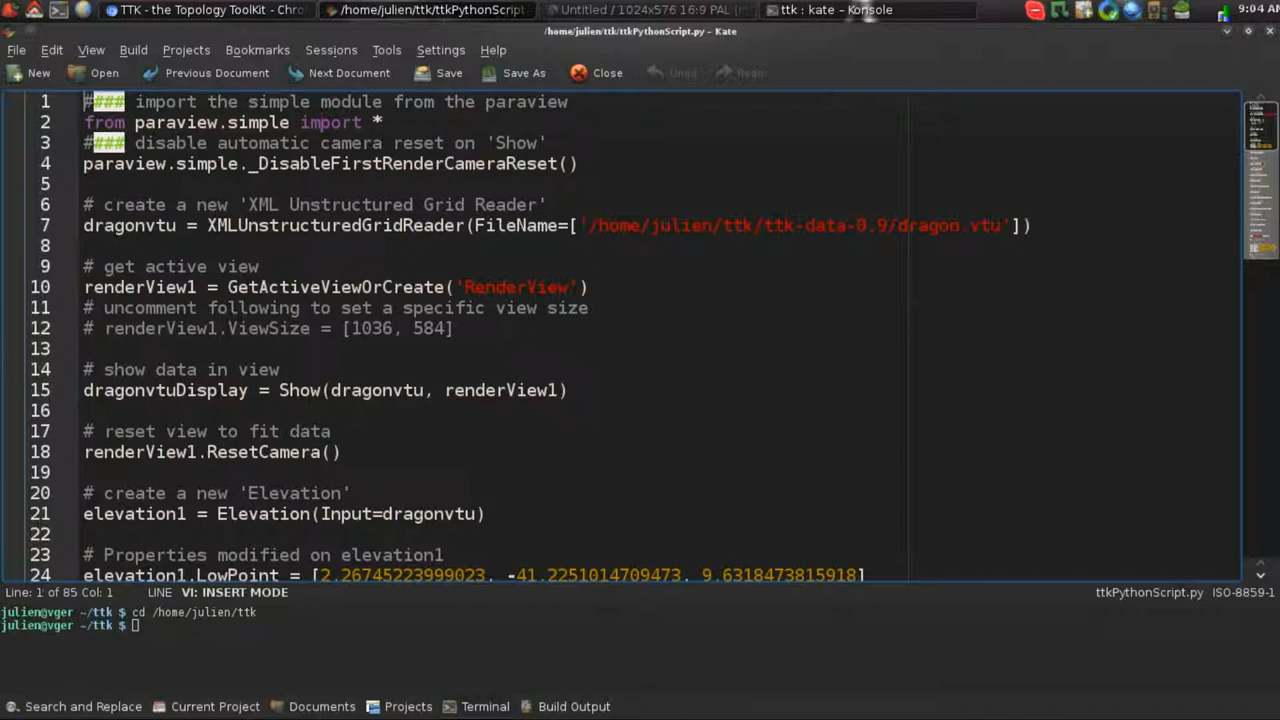 TTK - the Topology ToolKit - Chro
/home/julien/ttk/ttkPythonScript.
Untitled / 1024x576 16:9 PAL [m
ttk : kate - Konsole
9:04 AM
/home/julien/ttk/ttkPythonScript.py – Kate
File Edit View Build Projects Bookmarks Sessions Tools Settings Help
New Open Previous Document Next Document Save Save As Close Undo Redo
1 #### import the simple module from the paraview
2 from paraview.simple import *
3 #### disable automatic camera reset on 'Show'
4 paraview.simple._DisableFirstRenderCameraReset()
5
6 # create a new 'XML Unstructured Grid Reader'
7 dragonvtu = XMLUnstructuredGridReader(FileName=['/home/julien/ttk/ttk-data-0.9/dragon.vtu'])
8
9 # get active view
10 renderView1 = GetActiveViewOrCreate('RenderView')
11 # uncomment following to set a specific view size
12 # renderView1.ViewSize = [1036, 584]
13
14 # show data in view
15 dragonvtuDisplay = Show(dragonvtu, renderView1)
16
17 # reset view to fit data
18 renderView1.ResetCamera()
19
20 # create a new 'Elevation'
21 elevation1 = Elevation(Input=dragonvtu)
22
23 # Properties modified on elevation1
24 elevation1.LowPoint = [2.26745223999023, -41.2251014709473, 9.6318473815918]
Line: 1 of 85 Col: 1 LINE VI: INSERT MODE ttkPythonScript.py ISO-8859-1
julien@vger ~/ttk $ cd /home/julien/ttk
julien@vger ~/ttk $
Search and Replace Current Project Documents Projects Terminal Build Output